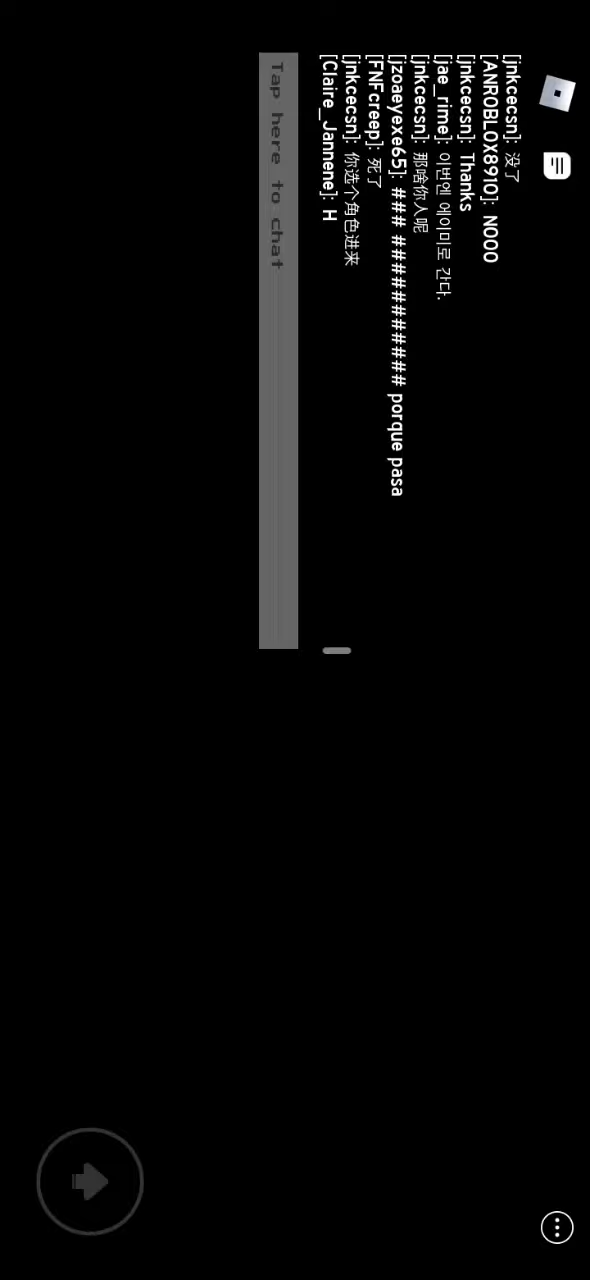 [jnkcecsn]: 没了
[ANROBLOX8910]: NOOO
[jnkcecsn]: Thanks
[jae_rime]: 이번엔 에이미로 간다.
[jnkcecsn]: 那啥你人呢
[jzoaeyexe65]: ### ############# porque pasa
[FNFcreep]: 死了
[jnkcecsn]: 你选个角色进来
[Claire_Jannene]: H
Tap here to chat